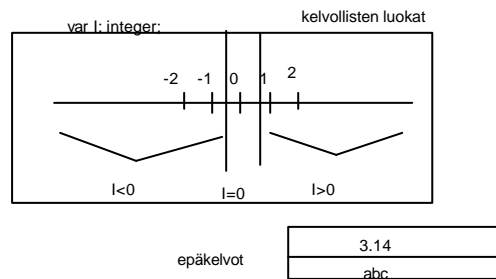 kelvollisten luokat
var I: integer;
-2 -1 0 1 2
I<0 I=0 I>0
3.14
epäkelvot
abc